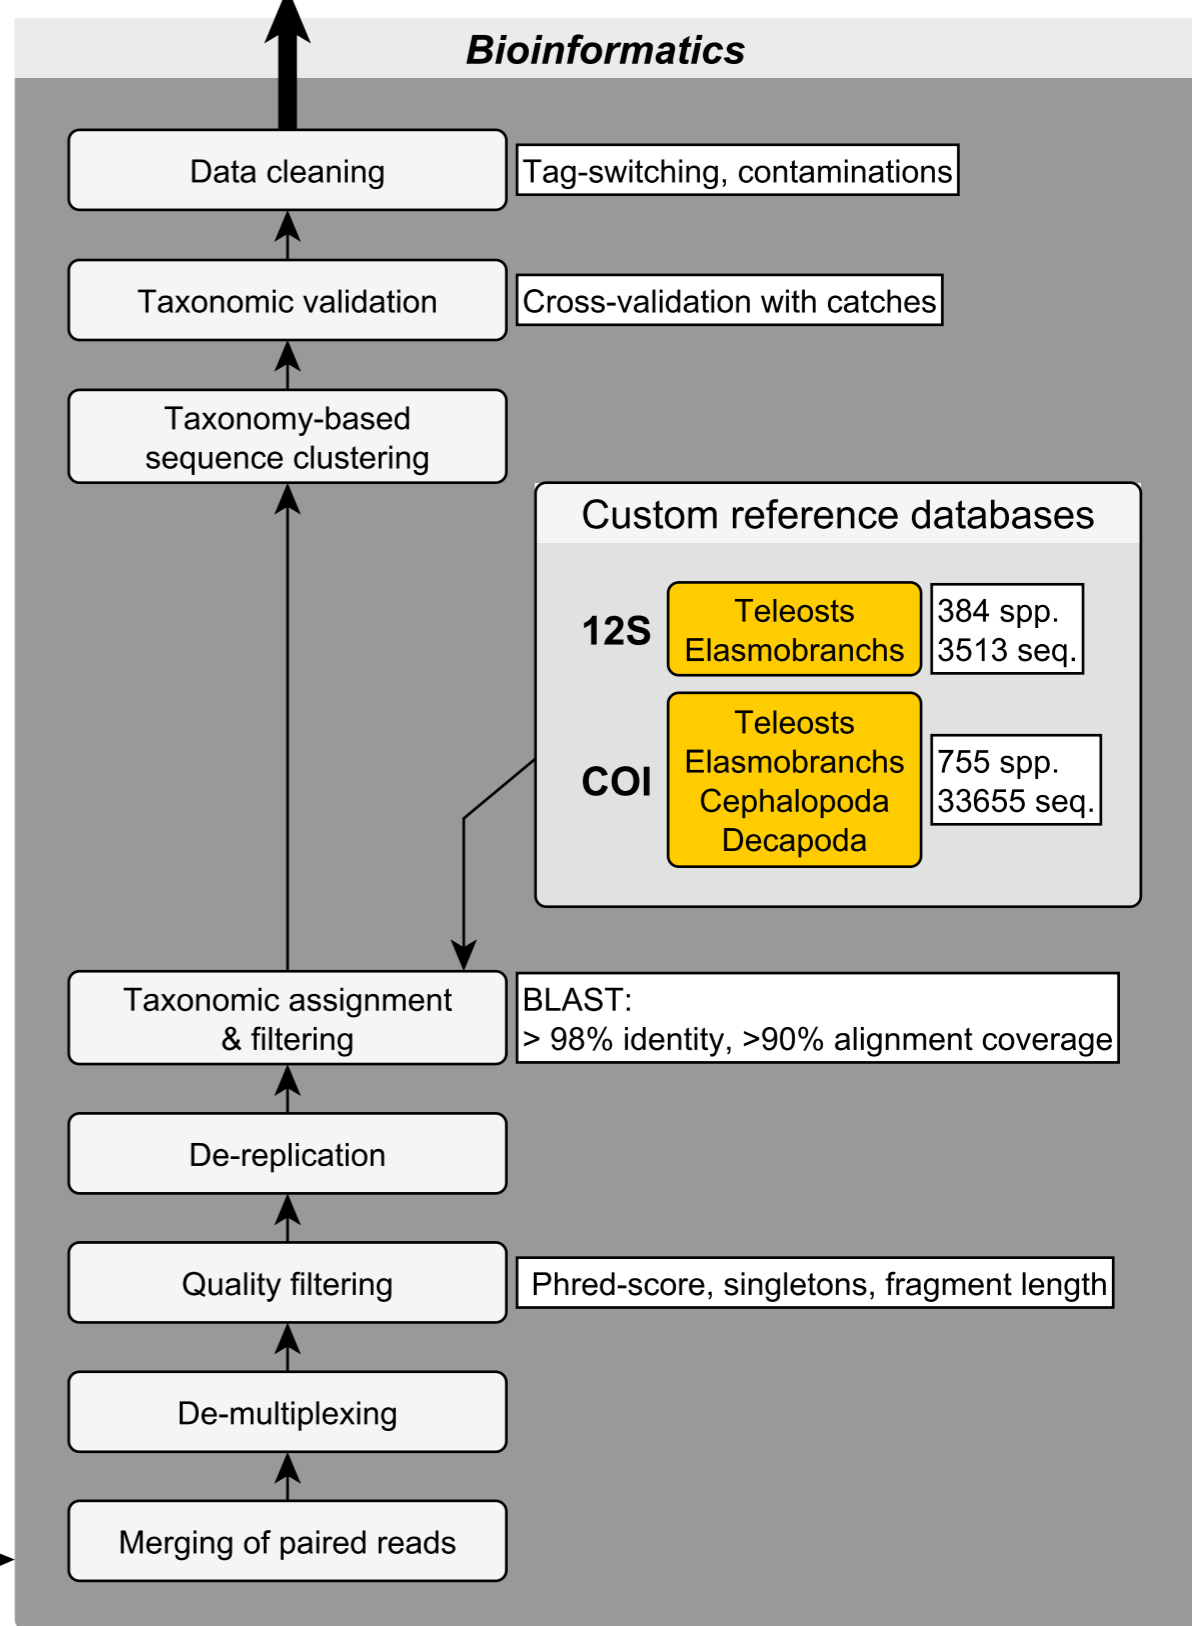 Bioinformatics
Data cleaning
Tag-switching, contaminations
Taxonomic validation
Cross-validation with catches
Taxonomy-based
sequence clustering
Custom reference databases
12S
Teleosts
Elasmobranchs
384 spp.
3513 seq.
COI
Teleosts
Elasmobranchs
Cephalopoda
Decapoda
755 spp.
33655 seq.
Taxonomic assignment
& filtering
BLAST:
> 98% identity, >90% alignment coverage
De-replication
Quality filtering
Phred-score, singletons, fragment length
De-multiplexing
Merging of paired reads